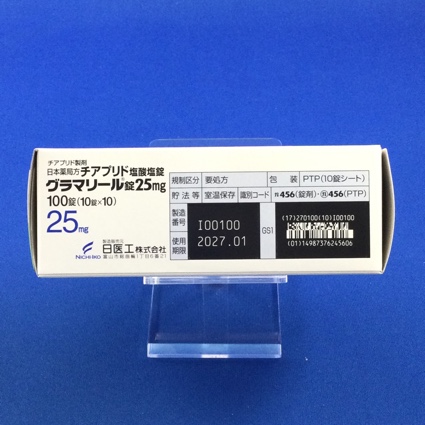 チアプリド製剤
日本薬局方 チアプリド塩酸塩錠
グラマリール®錠25mg
100錠(10錠×10)
25mg
NICHI-IKO
製造販売元
日医工株式会社
富山市総曲輪1丁目6番21
規制区分 要処方 包装 PTP(10錠シート)
貯法等 室温保存 識別コード n456(錠剤)・n456(PTP)
製造番号 I00100
使用期限 2027.01
GS1
(17)270100(10)I00100
(01)14987376245606